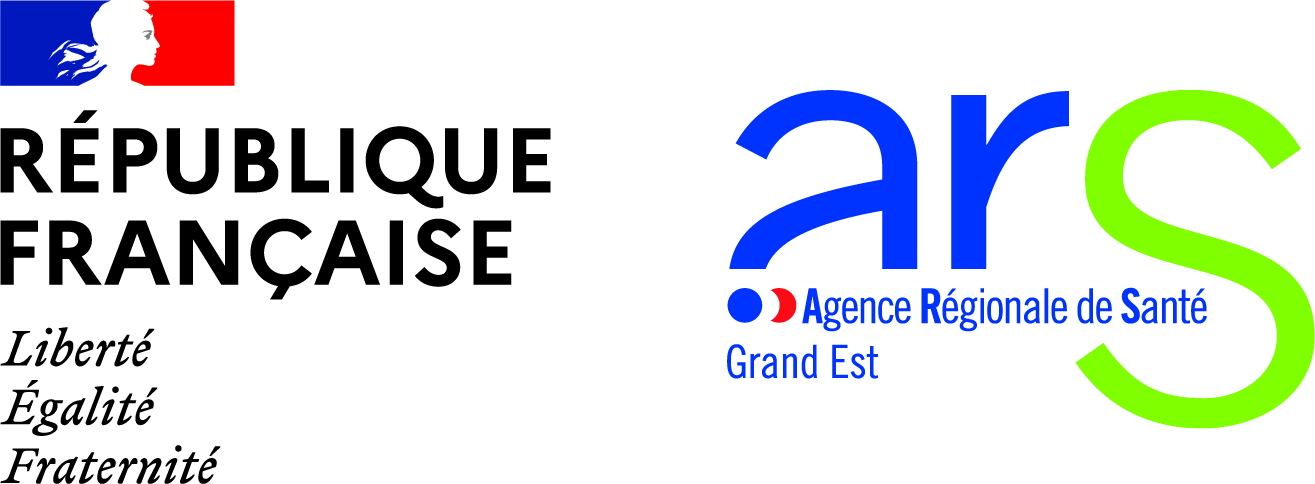 RÉPUBLIQUE
FRANÇAISE
Liberté
Égalité
Fraternité
ars
Agence Régionale de Santé
Grand Est